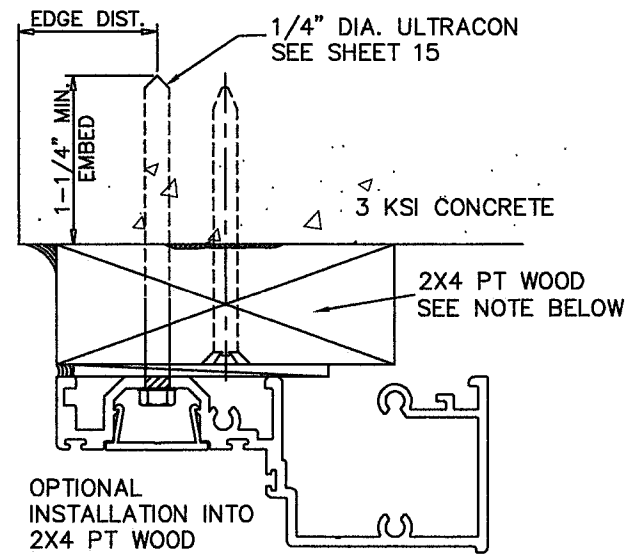 EDGE DIST.
1/4" DIA. ULTRACON
SEE SHEET 15
1-1/4" MIN.
EMBED
3 KSI CONCRETE
2X4 PT WOOD
SEE NOTE BELOW
OPTIONAL
INSTALLATION INTO
2X4 PT WOOD